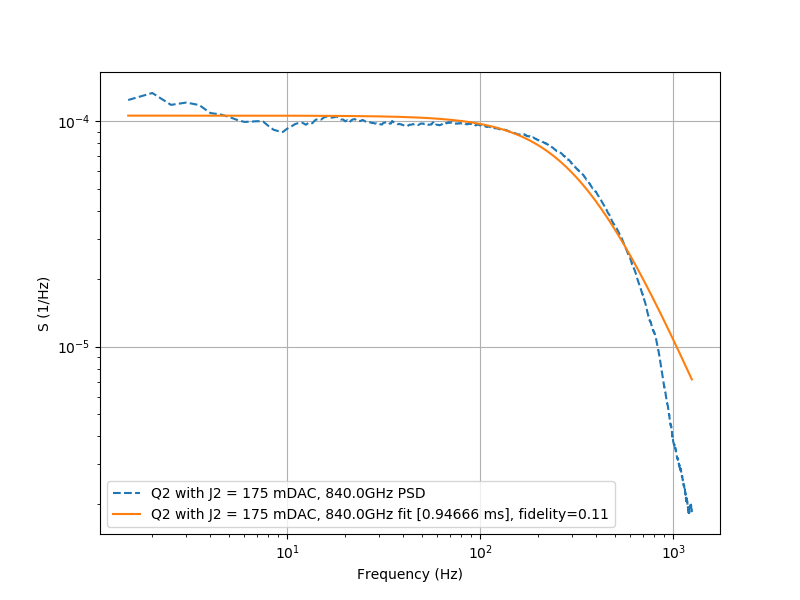 10⁻⁴
10⁻⁵
S (1/Hz)
Q2 with J2 = 175 mDAC, 840.0GHz PSD
Q2 with J2 = 175 mDAC, 840.0GHz fit [0.94666 ms], fidelity=0.11
10¹ 10² 10³
Frequency (Hz)